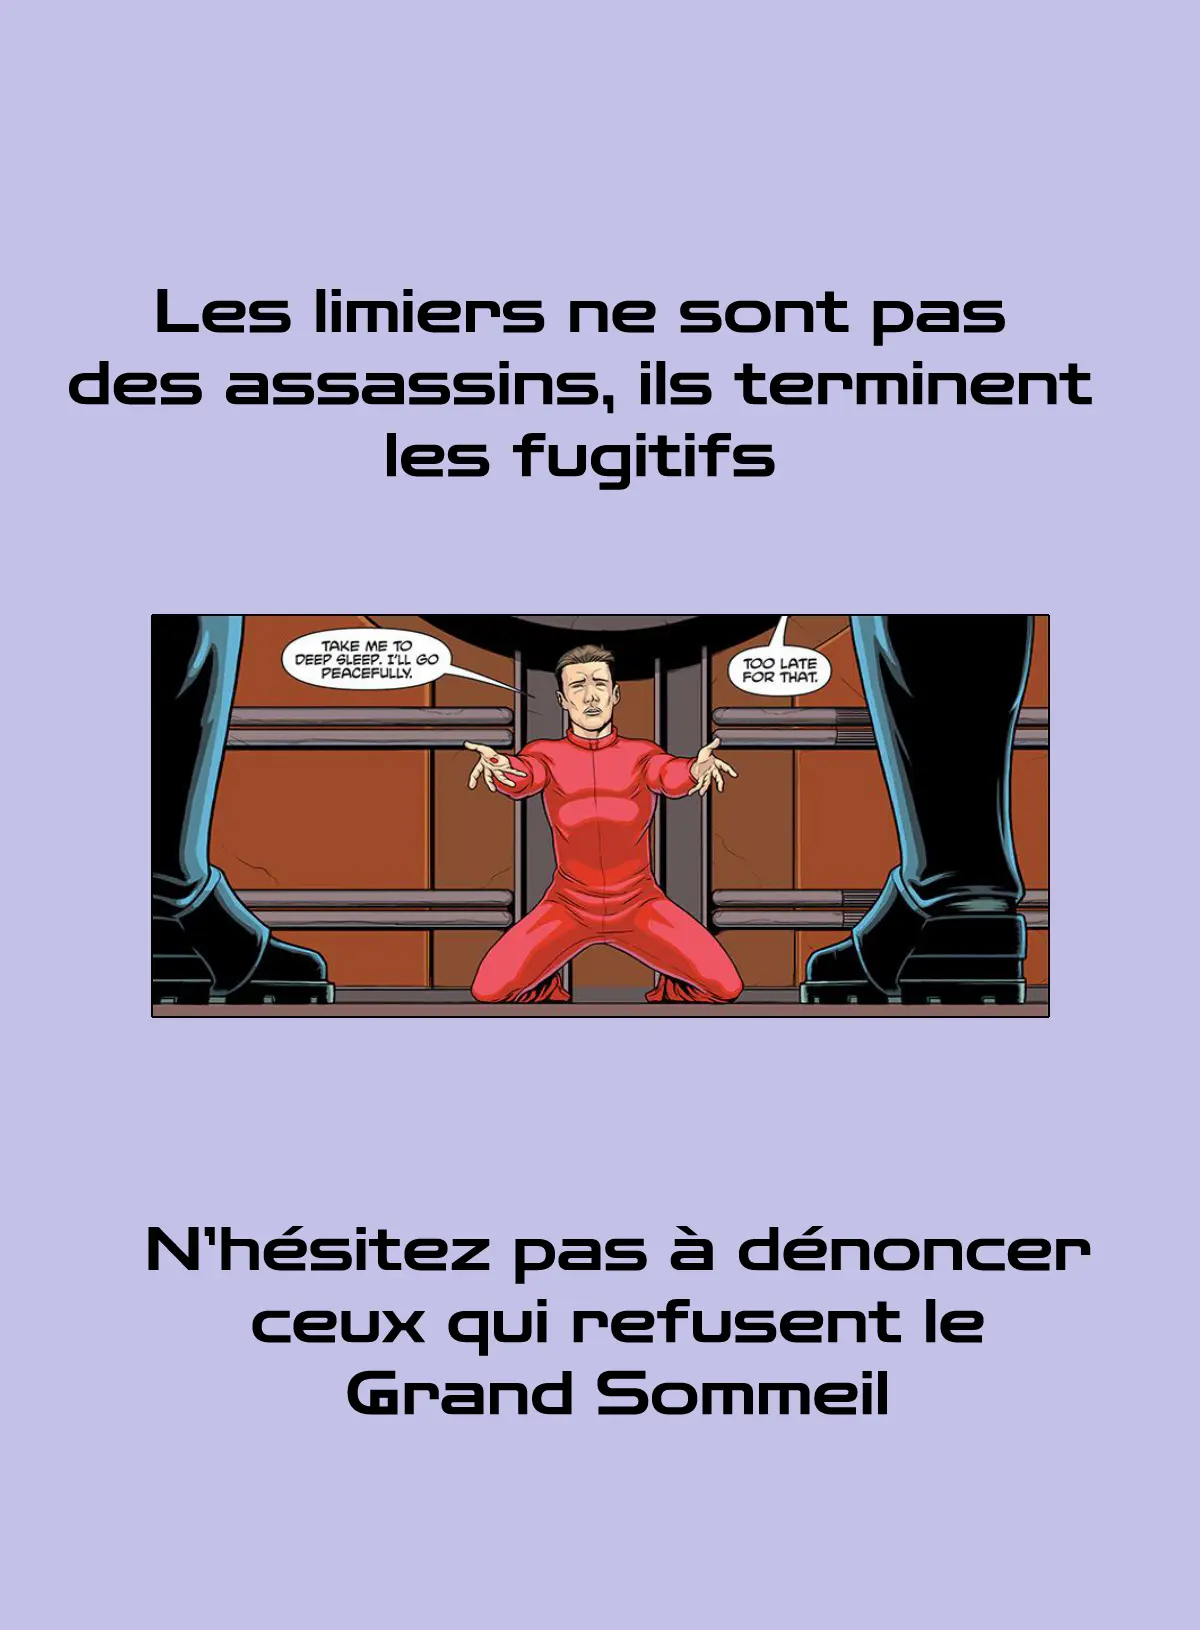 Les limiers ne sont pas
des assassins, ils terminent
les fugitifs
TAKE ME TO
DEEP SLEEP. I'LL GO
PEACEFULLY.
TOO LATE
FOR THAT.
N'hésitez pas à dénoncer
ceux qui refusent le
Grand Sommeil